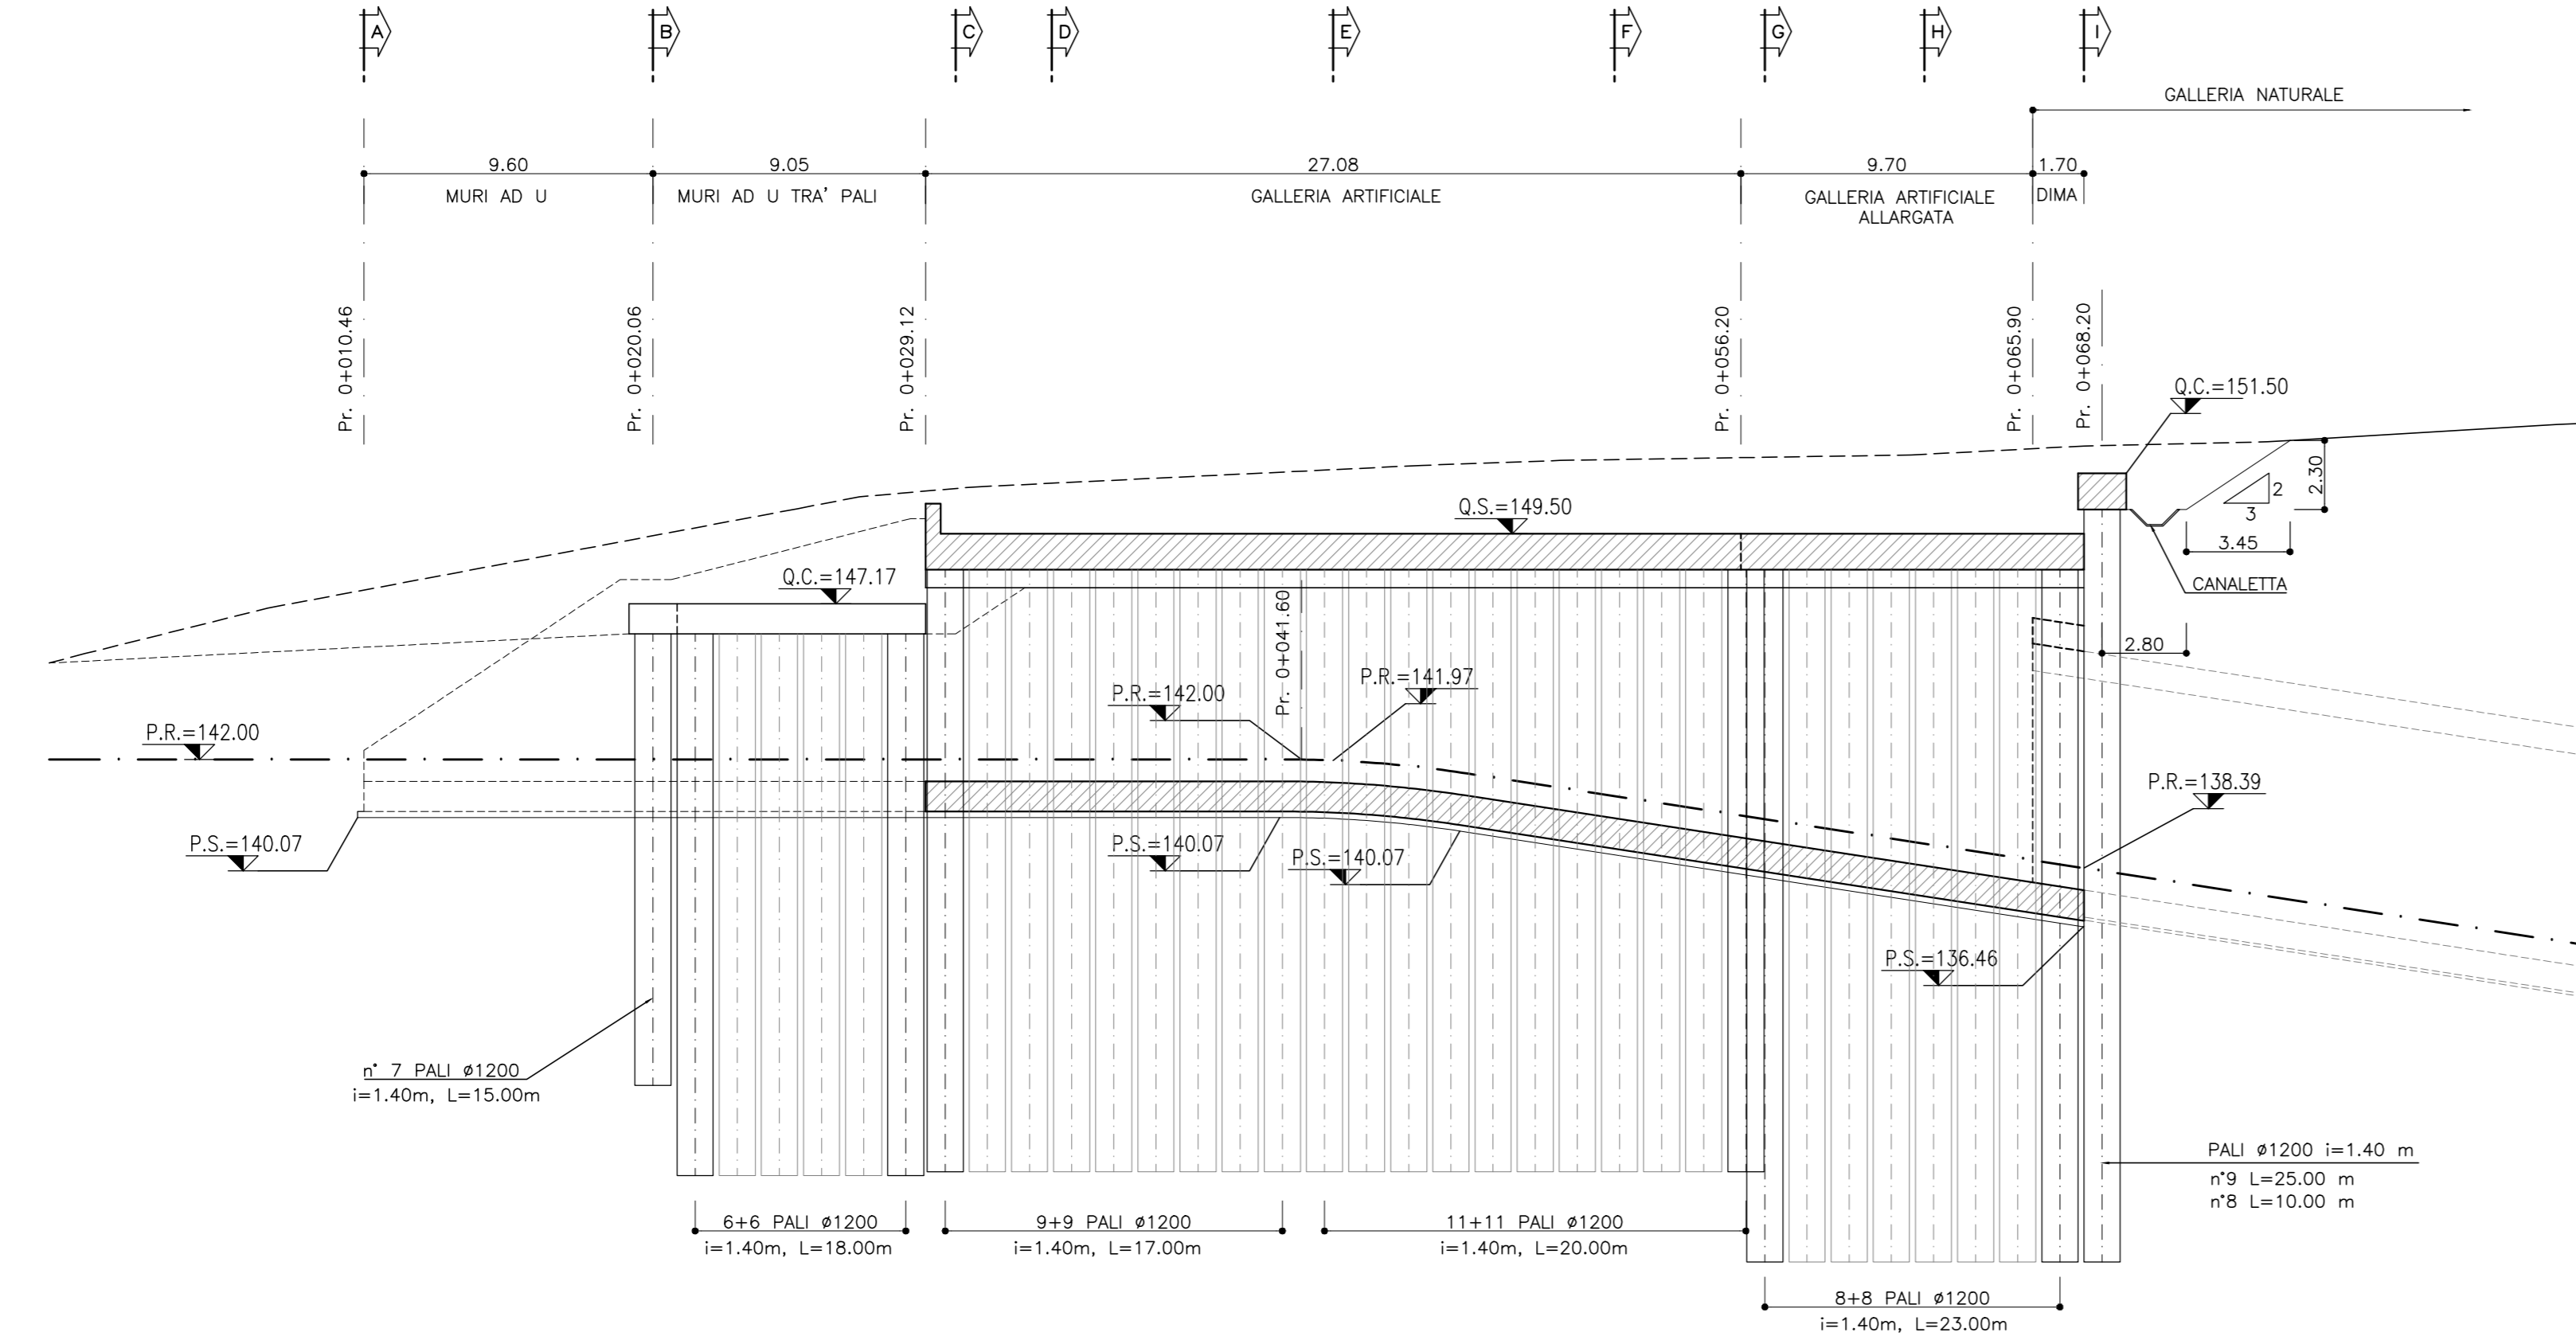 A
B
C
D
E
F
G
H
I
GALLERIA NATURALE
9.60
9.05
27.08
9.70
1.70
MURI AD U
MURI AD U TRA' PALI
GALLERIA ARTIFICIALE
GALLERIA ARTIFICIALE
ALLARGATA
DIMA
Pr. 0+010.46
Pr. 0+020.06
Pr. 0+029.12
Pr. 0+056.20
Pr. 0+065.90
Pr. 0+068.20
Q.C.=151.50
2.30
2
3
3.45
CANALETTA
2.80
Q.S.=149.50
Q.C.=147.17
Pr. 0+041.60
P.R.=142.00
P.R.=142.00
P.R.=141.97
P.R.=138.39
P.S.=140.07
P.S.=140.07
P.S.=140.07
P.S.=136.46
n° 7 PALI ø1200
i=1.40m, L=15.00m
PALI ø1200 i=1.40 m
n°9 L=25.00 m
n°8 L=10.00 m
6+6 PALI ø1200
i=1.40m, L=18.00m
9+9 PALI ø1200
i=1.40m, L=17.00m
11+11 PALI ø1200
i=1.40m, L=20.00m
8+8 PALI ø1200
i=1.40m, L=23.00m